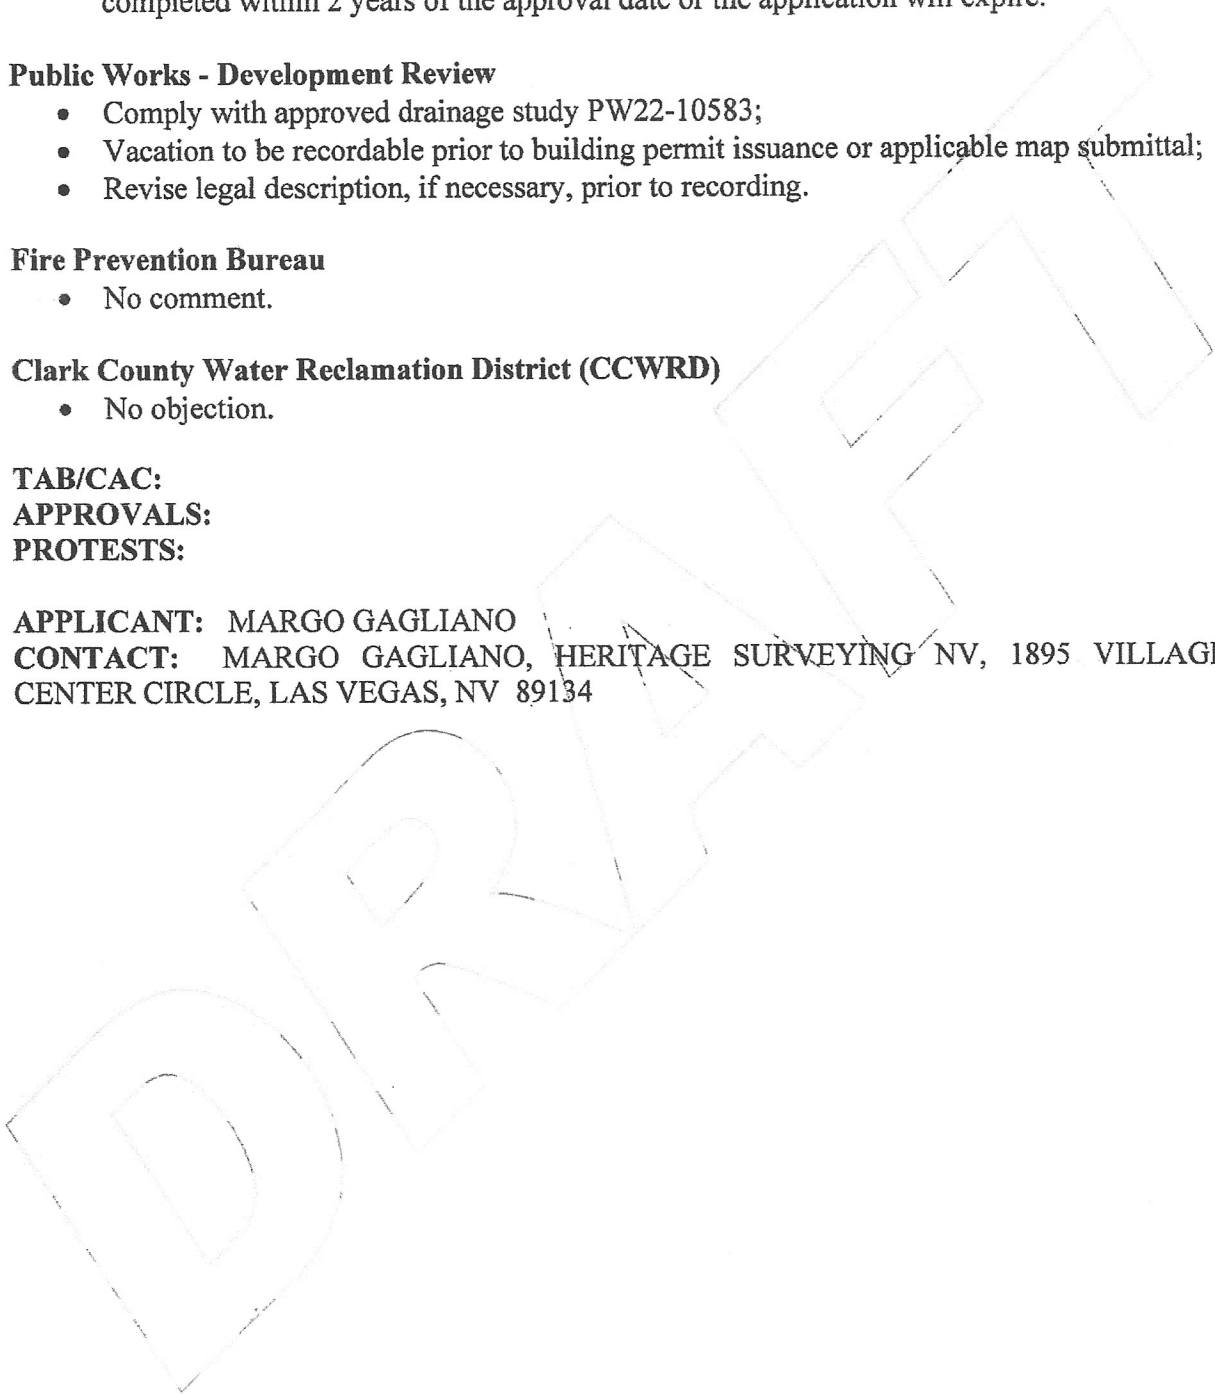 completed within 2 years of the approval date or the application will expire.
Public Works - Development Review
• Comply with approved drainage study PW22-10583;
• Vacation to be recordable prior to building permit issuance or applicable map submittal;
• Revise legal description, if necessary, prior to recording.
Fire Prevention Bureau
• No comment.
Clark County Water Reclamation District (CCWRD)
• No objection.
TAB/CAC:
APPROVALS:
PROTESTS:
APPLICANT: MARGO GAGLIANO
CONTACT: MARGO GAGLIANO, HERITAGE SURVEYING NV, 1895 VILLAGE
CENTER CIRCLE, LAS VEGAS, NV 89134
DRAFT